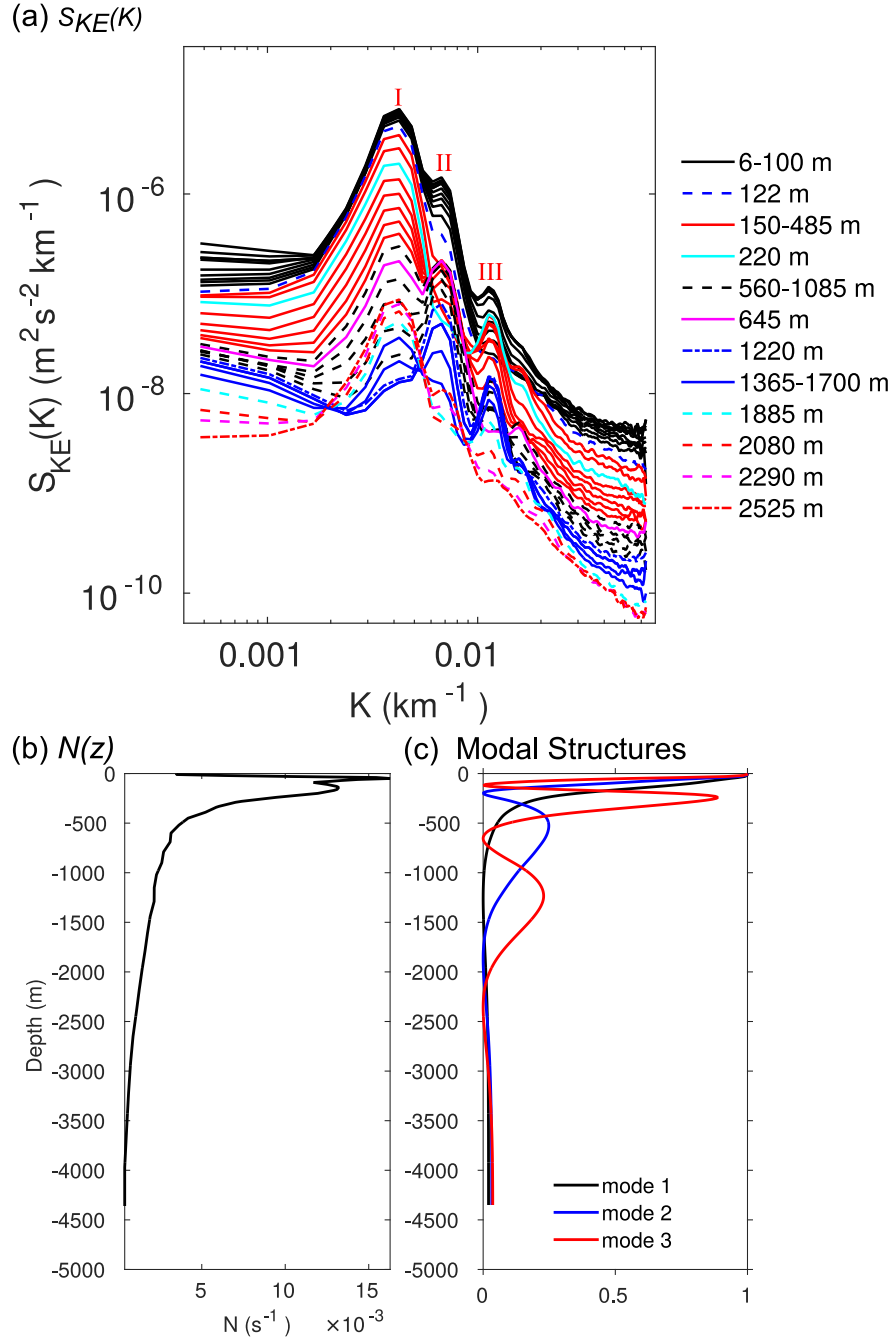 (a) S_KE(K)
I
II
III
10⁻⁶
10⁻⁸
10⁻¹⁰
S_KE(K) (m² s⁻² km⁻¹)
0.001
0.01
K (km⁻¹)
6-100 m
122 m
150-485 m
220 m
560-1085 m
645 m
1220 m
1365-1700 m
1885 m
2080 m
2290 m
2525 m
(b) N(z)
0
-500
-1000
-1500
-2000
-2500
-3000
-3500
-4000
-4500
-5000
Depth (m)
5
10
15
N (s⁻¹)
×10⁻³
(c) Modal Structures
0
-500
-1000
-1500
-2000
-2500
-3000
-3500
-4000
-4500
-5000
mode 1
mode 2
mode 3
0
0.5
1